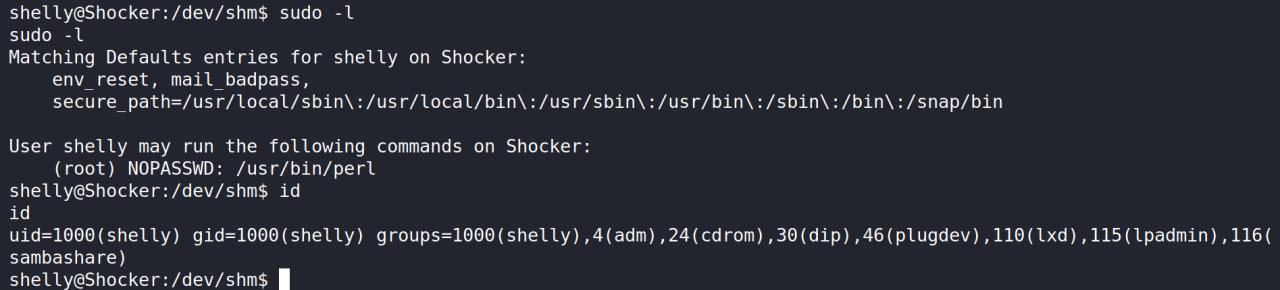 shelly@Shocker:/dev/shm$ sudo -l
sudo -l
Matching Defaults entries for shelly on Shocker:
    env_reset, mail_badpass,
    secure_path=/usr/local/sbin\:/usr/local/bin\:/usr/sbin\:/usr/bin\:/sbin\:/bin\:/snap/bin

User shelly may run the following commands on Shocker:
    (root) NOPASSWD: /usr/bin/perl
shelly@Shocker:/dev/shm$ id
id
uid=1000(shelly) gid=1000(shelly) groups=1000(shelly),4(adm),24(cdrom),30(dip),46(plugdev),110(lxd),115(lpadmin),116(
sambashare)
shelly@Shocker:/dev/shm$